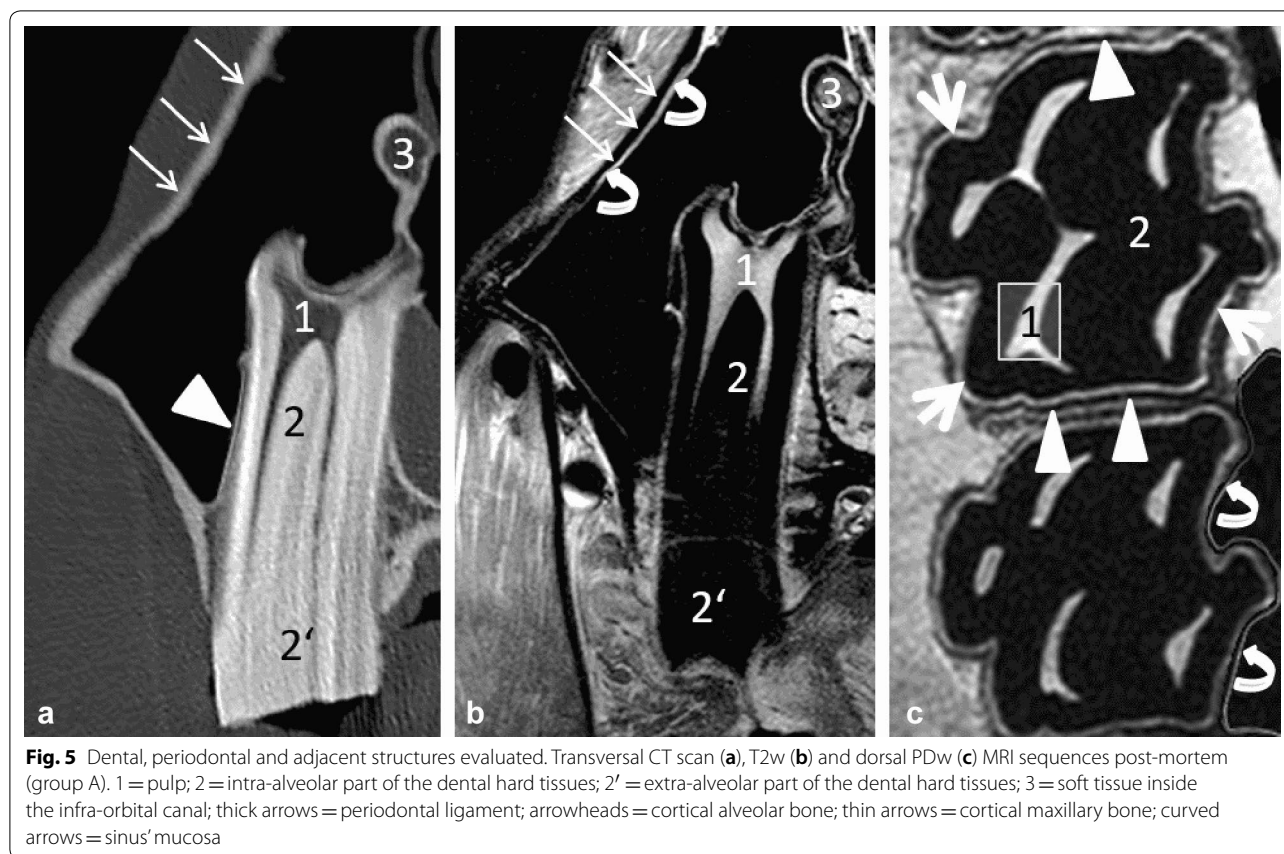 3
1
2
2′
a
3
1
2
2′
b
2
1
c
Fig. 5 Dental, periodontal and adjacent structures evaluated. Transversal CT scan (a), T2w (b) and dorsal PDw (c) MRI sequences post-mortem
(group A). 1 = pulp; 2 = intra-alveolar part of the dental hard tissues; 2′ = extra-alveolar part of the dental hard tissues; 3 = soft tissue inside
the infra-orbital canal; thick arrows = periodontal ligament; arrowheads = cortical alveolar bone; thin arrows = cortical maxillary bone; curved
arrows = sinus’ mucosa